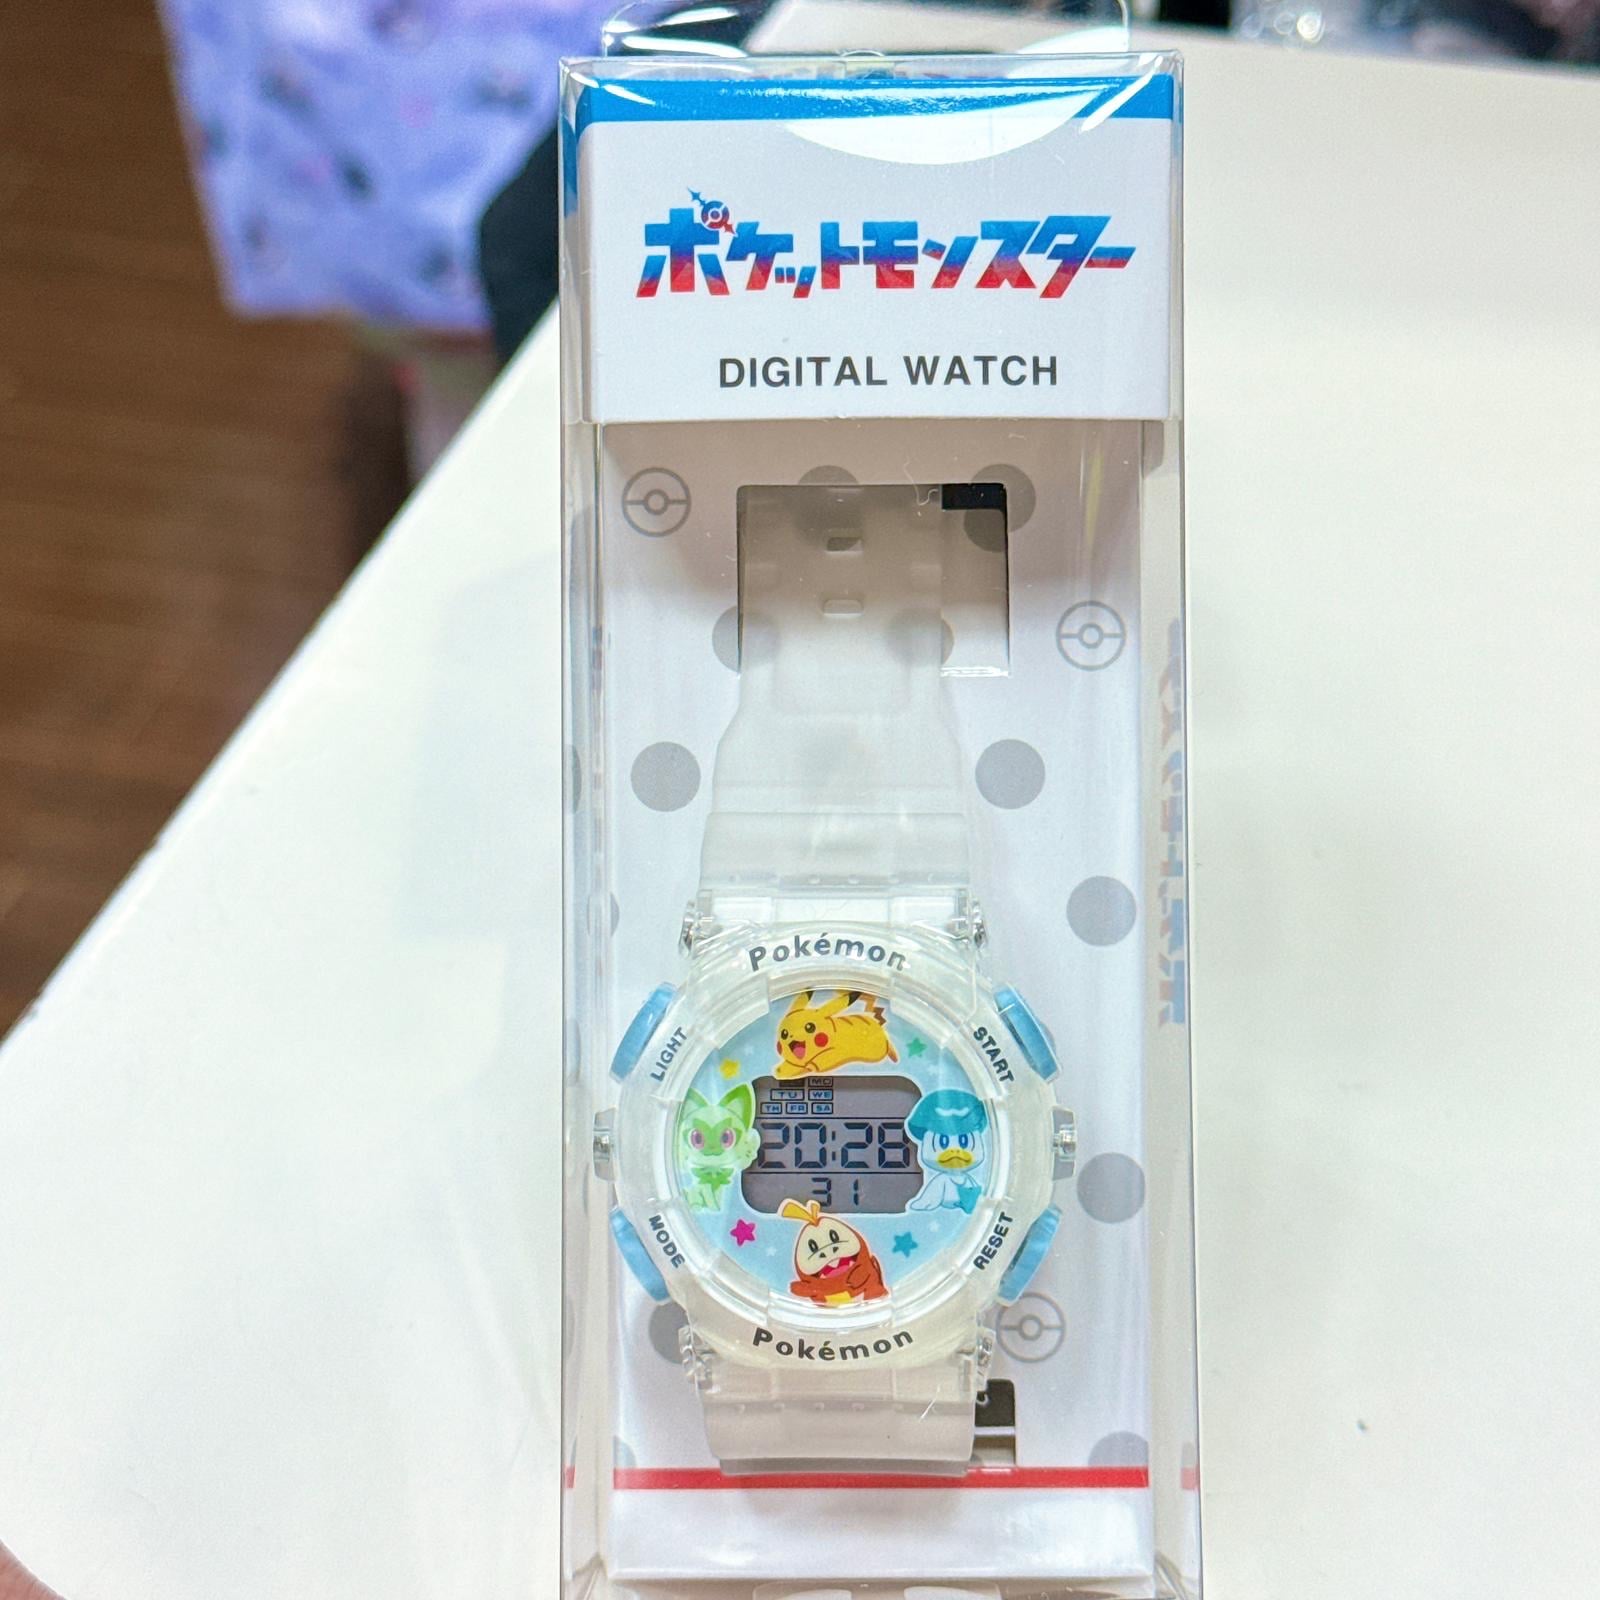 ポケットモンスター
DIGITAL WATCH
Pokémon
LIGHT
START
MO
TU WE
TH FR SA
20:28
31
MODE
RESET
Pokémon